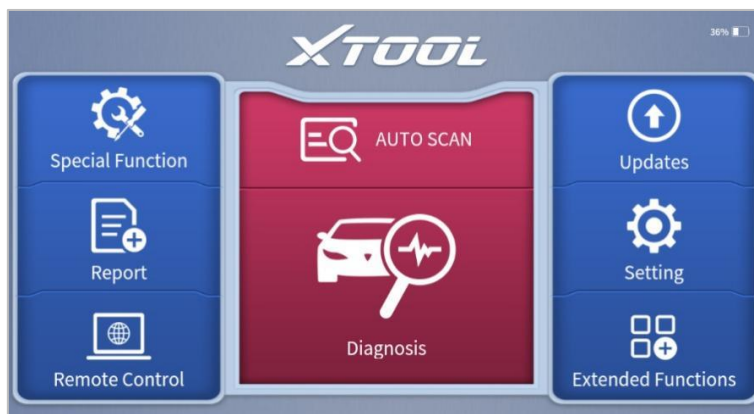 XTOOL
36%
Special Function
AUTO SCAN
Updates
Report
Diagnosis
Setting
Remote Control
Extended Functions